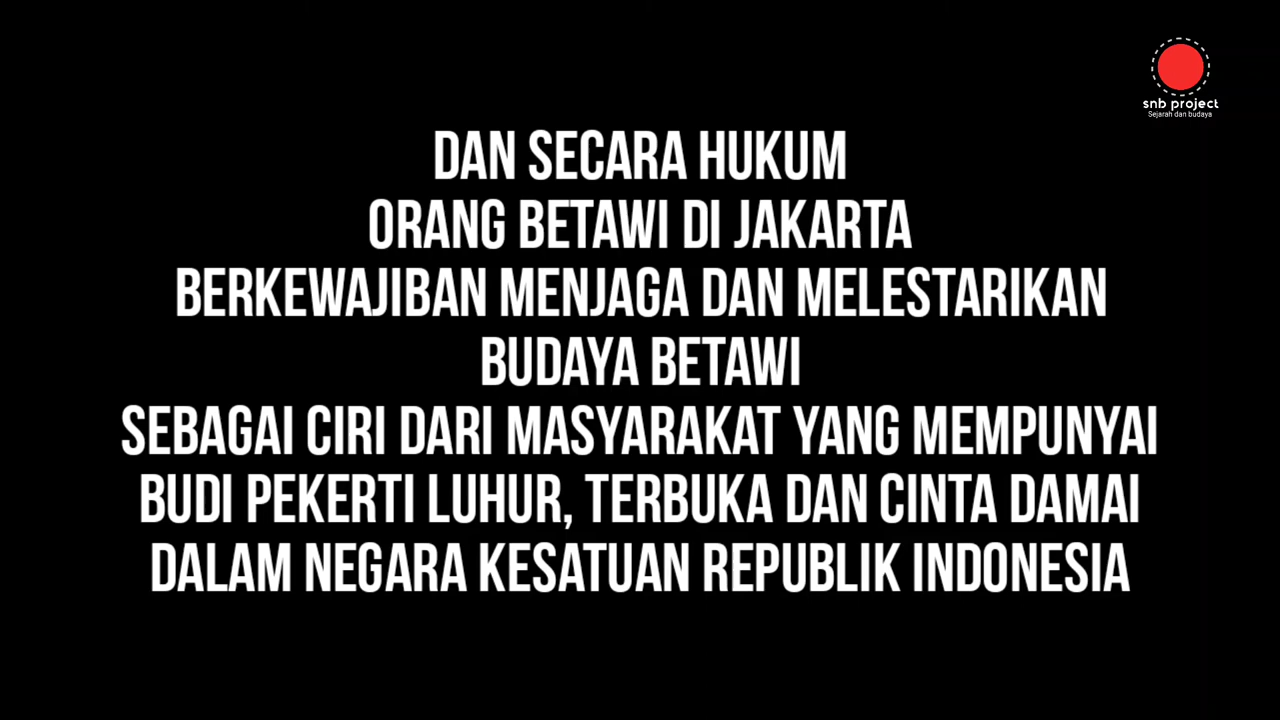 snb project
Sejarah dan budaya
DAN SECARA HUKUM
ORANG BETAWI DI JAKARTA
BERKEWAJIBAN MENJAGA DAN MELESTARIKAN
BUDAYA BETAWI
SEBAGAI CIRI DARI MASYARAKAT YANG MEMPUNYAI
BUDI PEKERTI LUHUR, TERBUKA DAN CINTA DAMAI
DALAM NEGARA KESATUAN REPUBLIK INDONESIA